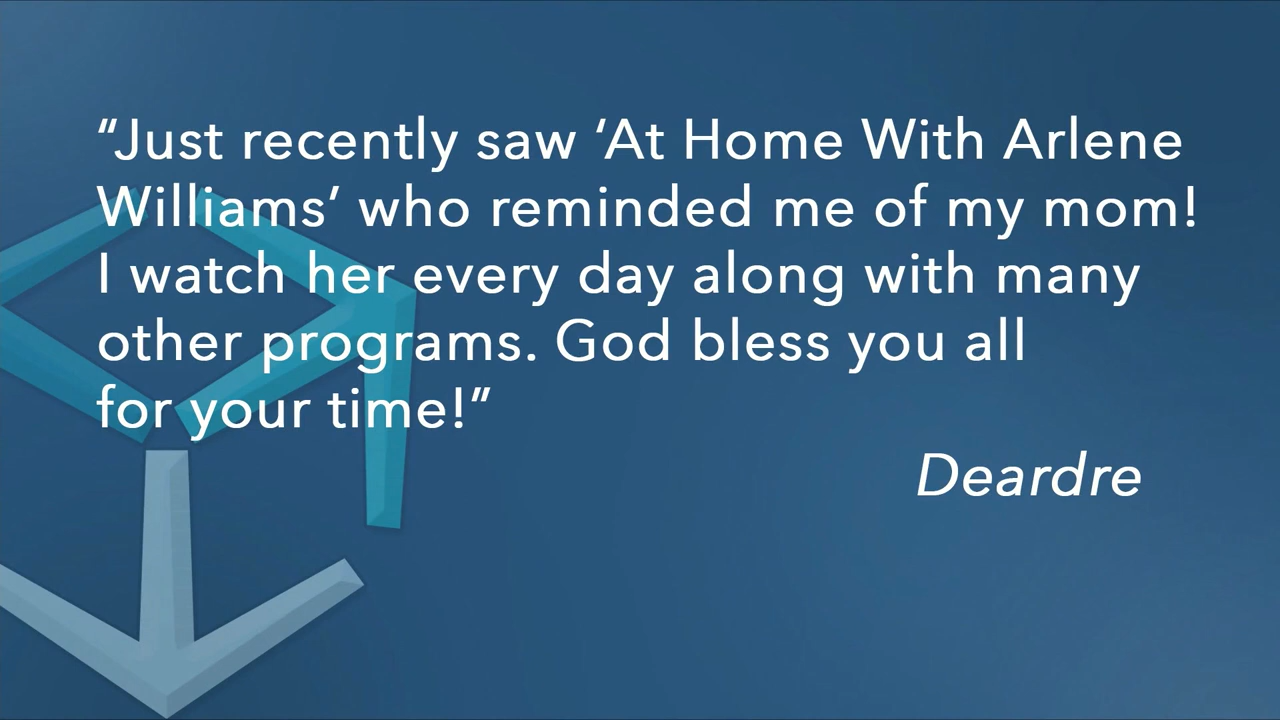 “Just recently saw ‘At Home With Arlene
Williams’ who reminded me of my mom!
I watch her every day along with many
other programs. God bless you all
for your time!”
Deardre